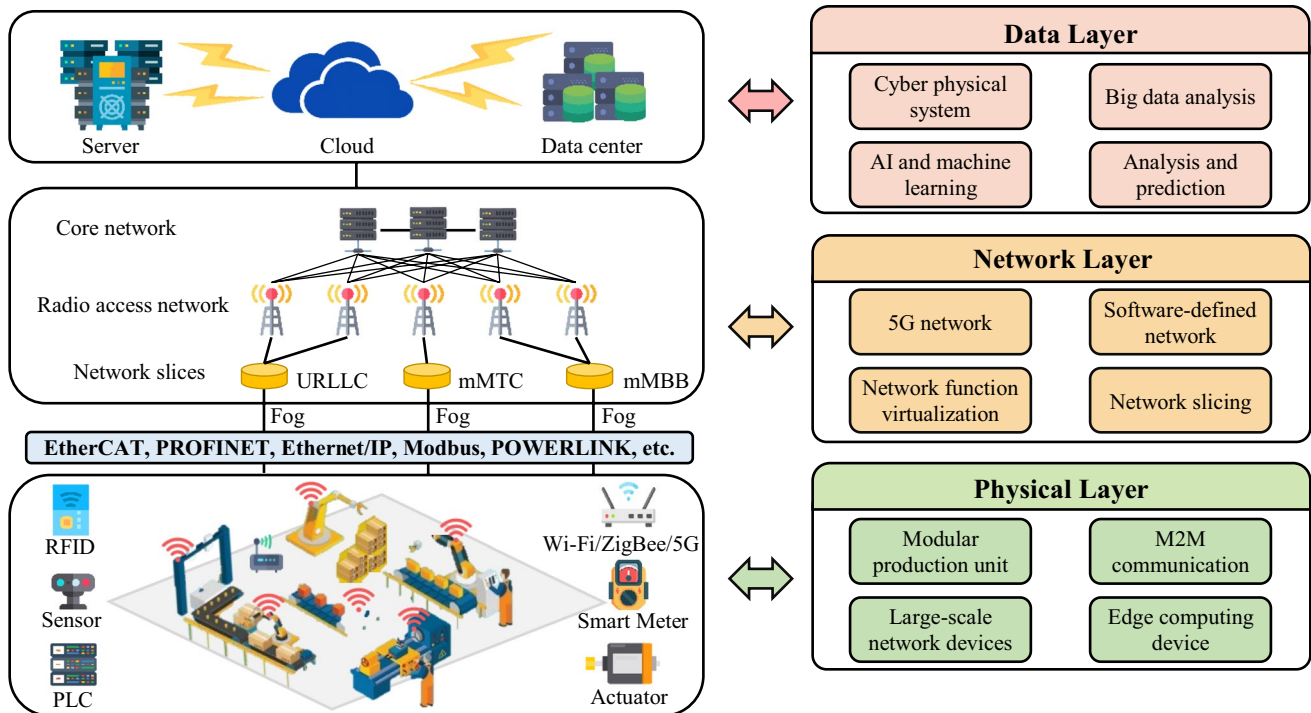 Server
Cloud
Data center
Core network
Radio access network
Network slices
URLLC
mMTC
mMBB
Fog
Fog
Fog
EtherCAT, PROFINET, Ethernet/IP, Modbus, POWERLINK, etc.
RFID
Sensor
PLC
Wi-Fi/ZigBee/5G
Smart Meter
Actuator
Data Layer
Cyber physical
system
Big data analysis
AI and machine
learning
Analysis and
prediction
Network Layer
5G network
Software-defined
network
Network function
virtualization
Network slicing
Physical Layer
Modular
production unit
M2M
communication
Large-scale
network devices
Edge computing
device